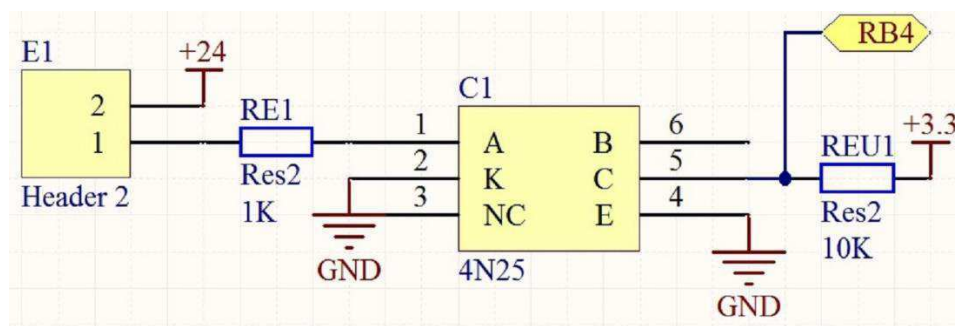 E1
+24
2
1
Header 2
RE1
Res2
1K
GND
C1
1
2
3
A
K
NC
B
C
E
6
5
4
4N25
GND
RB4
REU1
+3.3
Res2
10K